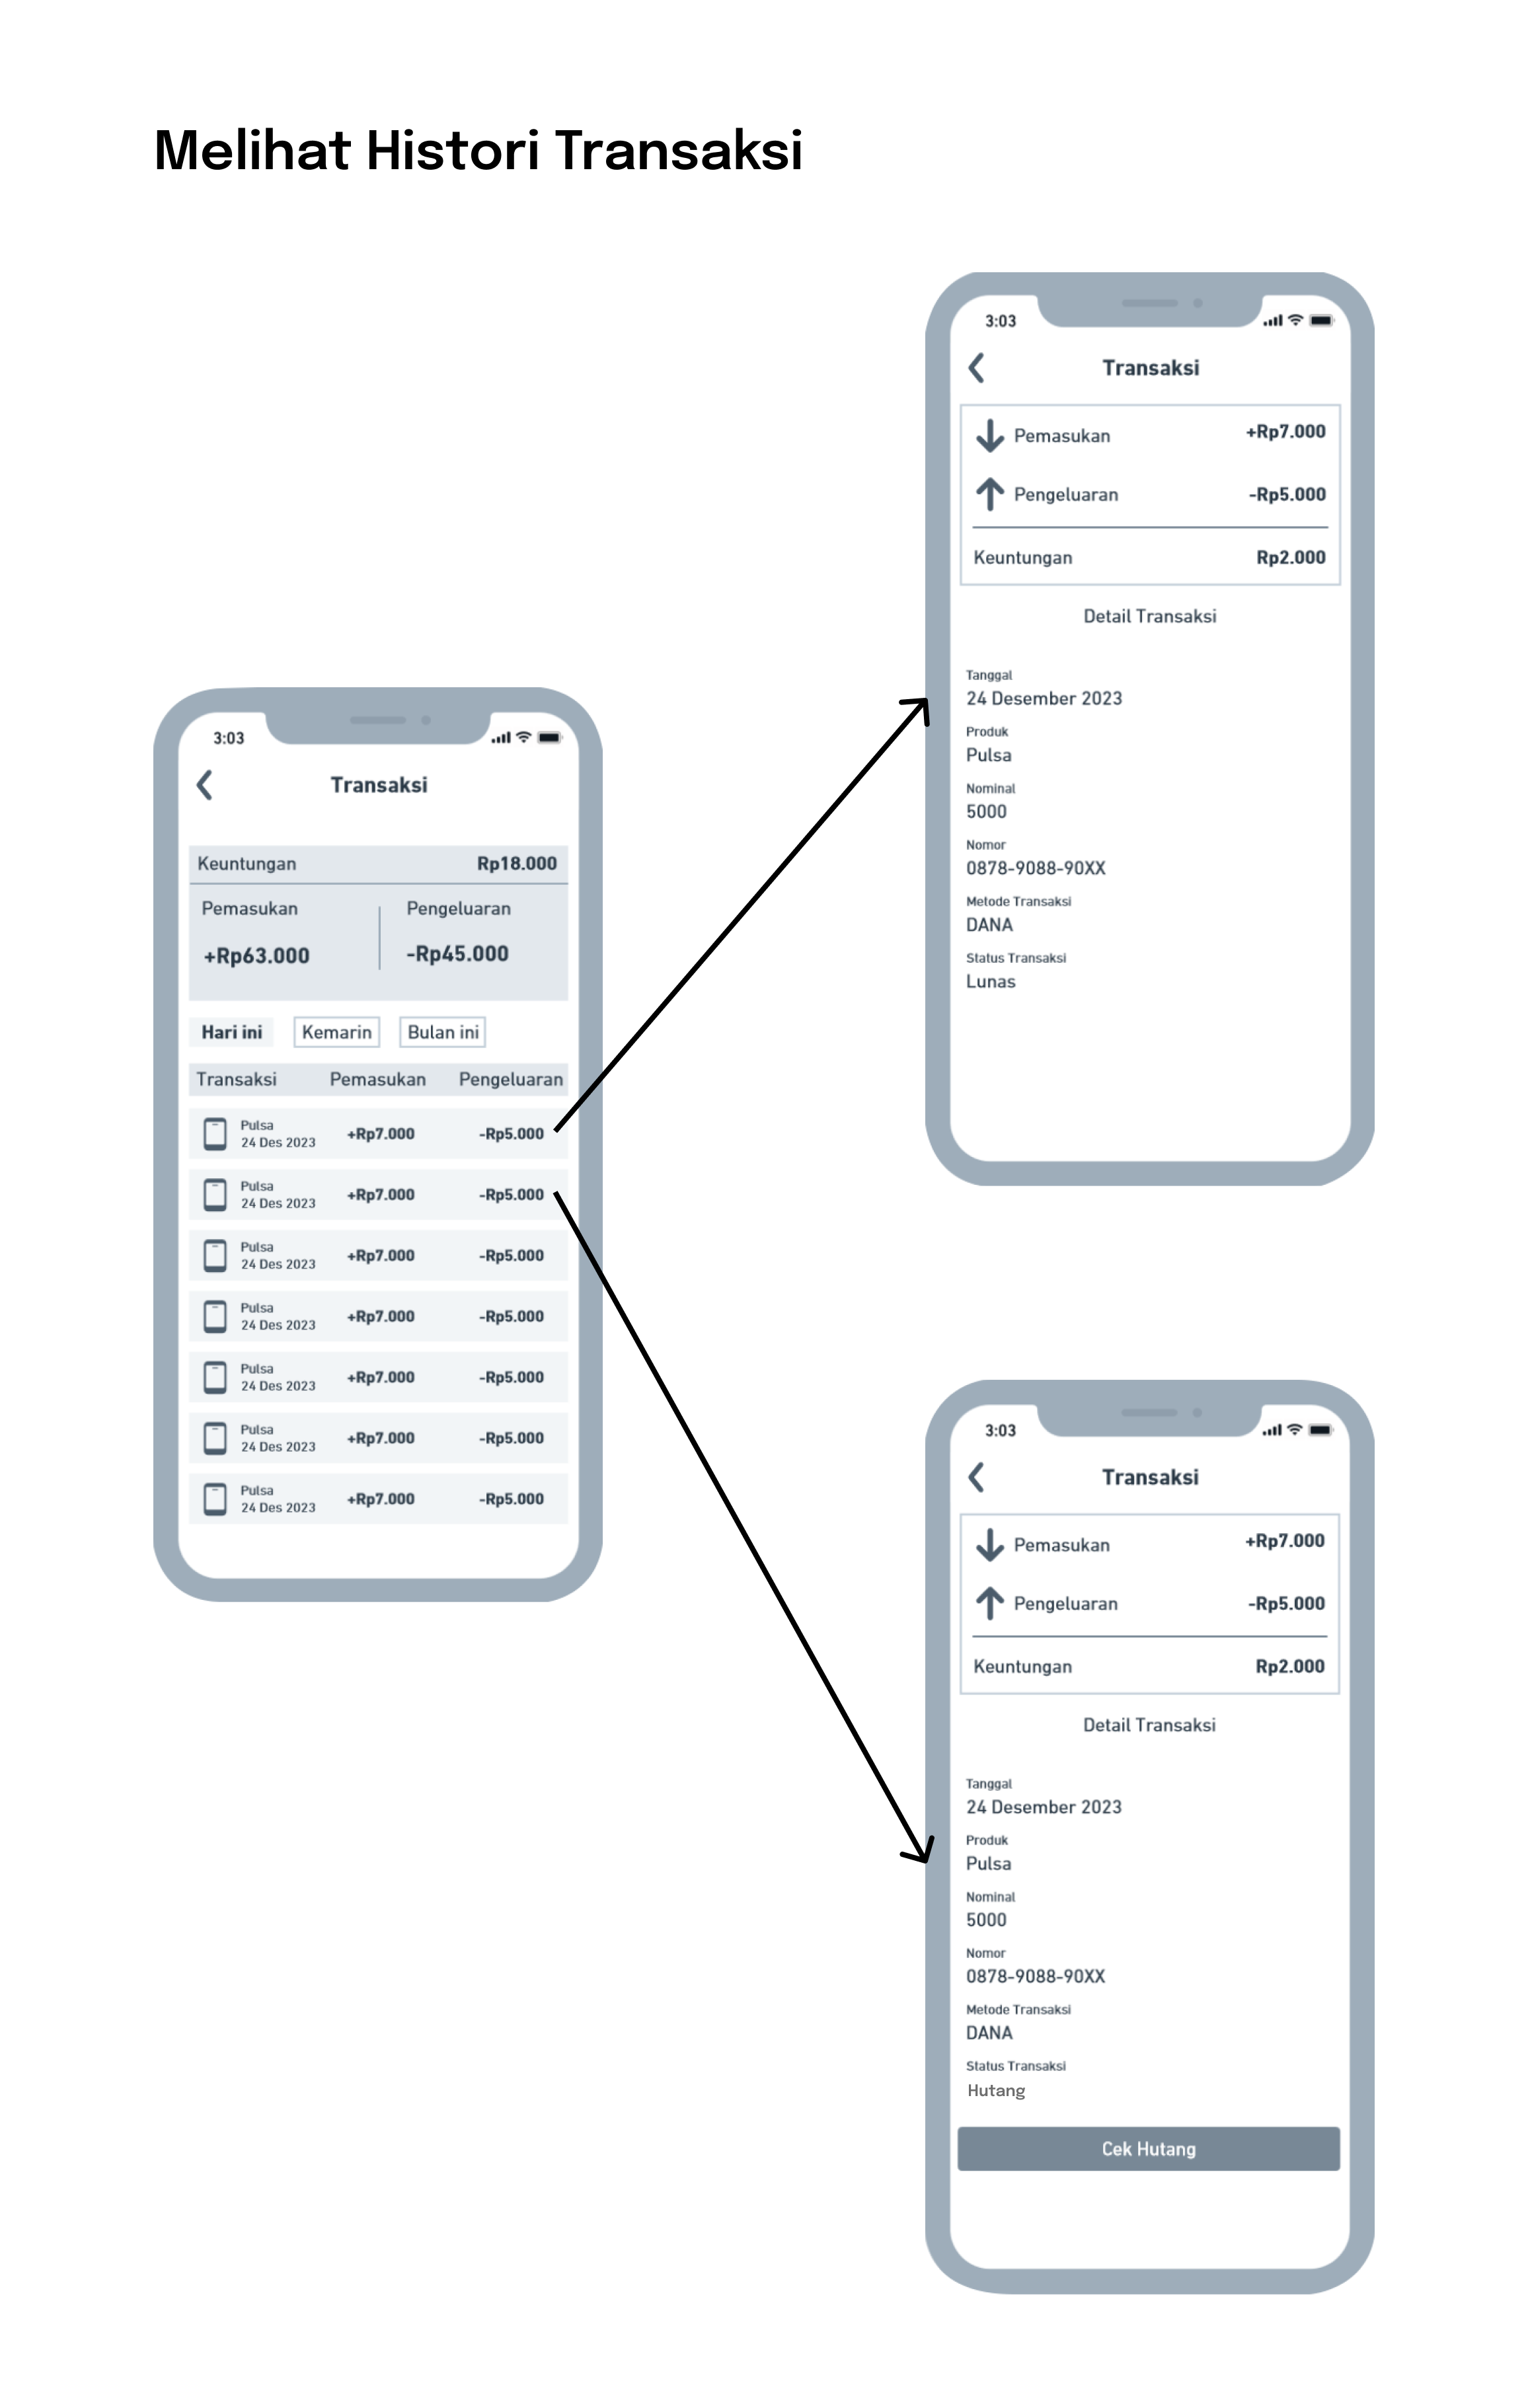 Melihat Histori Transaksi
3:03
Transaksi
Keuntungan Rp18.000
Pemasukan Pengeluaran
+Rp63.000 -Rp45.000
Hari ini Kemarin Bulan ini
Transaksi Pemasukan Pengeluaran
Pulsa
24 Des 2023 +Rp7.000 -Rp5.000
Pulsa
24 Des 2023 +Rp7.000 -Rp5.000
Pulsa
24 Des 2023 +Rp7.000 -Rp5.000
Pulsa
24 Des 2023 +Rp7.000 -Rp5.000
Pulsa
24 Des 2023 +Rp7.000 -Rp5.000
Pulsa
24 Des 2023 +Rp7.000 -Rp5.000
Pulsa
24 Des 2023 +Rp7.000 -Rp5.000
3:03
Transaksi
Pemasukan +Rp7.000
Pengeluaran -Rp5.000
Keuntungan Rp2.000
Detail Transaksi
Tanggal
24 Desember 2023
Produk
Pulsa
Nominal
5000
Nomor
0878-9088-90XX
Metode Transaksi
DANA
Status Transaksi
Lunas
3:03
Transaksi
Pemasukan +Rp7.000
Pengeluaran -Rp5.000
Keuntungan Rp2.000
Detail Transaksi
Tanggal
24 Desember 2023
Produk
Pulsa
Nominal
5000
Nomor
0878-9088-90XX
Metode Transaksi
DANA
Status Transaksi
Hutang
Cek Hutang